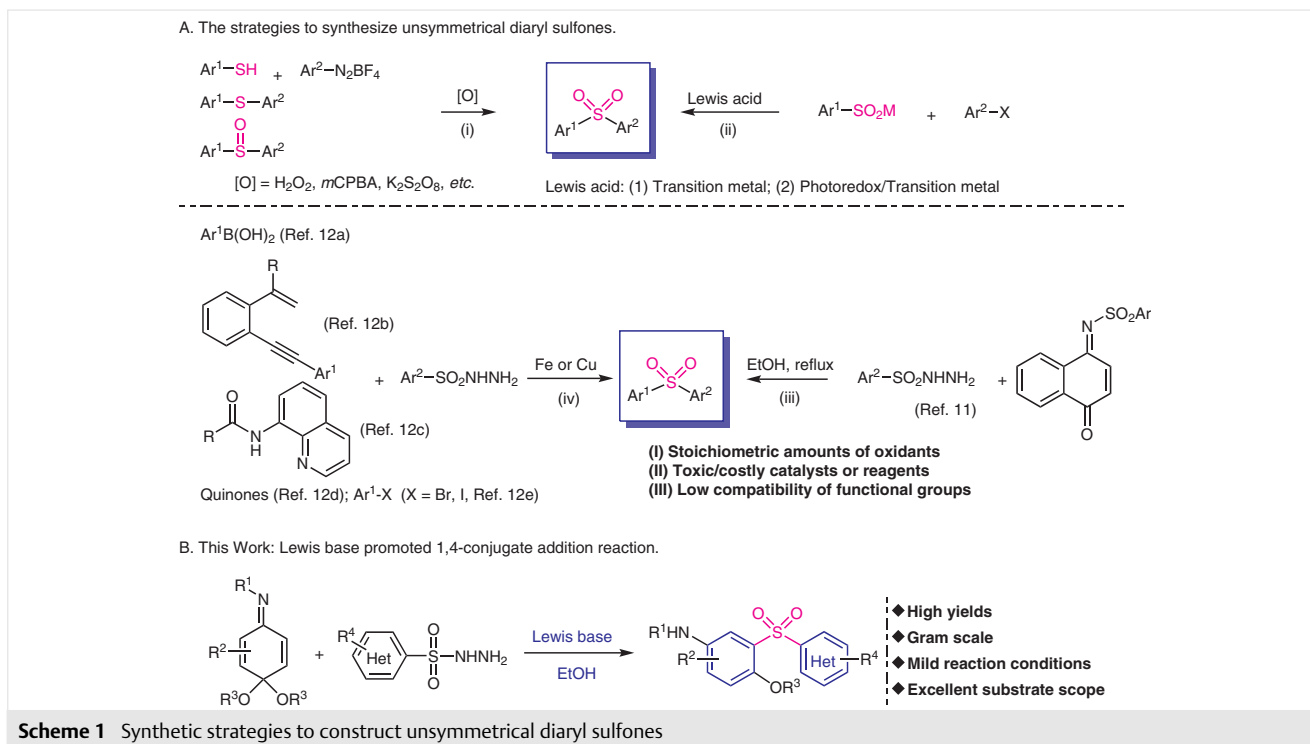 A. The strategies to synthesize unsymmetrical diaryl sulfones.
Ar¹—SH + Ar²—N₂BF₄
Ar¹—S—Ar²
O
Ar¹—S—Ar²
[O]
(i)
[O] = H₂O₂, mCPBA, K₂S₂O₈, etc.
O O
S
Ar¹ Ar²
Lewis acid
(ii)
Ar¹—SO₂M + Ar²—X
Lewis acid: (1) Transition metal; (2) Photoredox/Transition metal
Ar¹B(OH)₂ (Ref. 12a)
R
(Ref. 12b)
Ar¹
O
R N
H
N
(Ref. 12c)
Quinones (Ref. 12d); Ar¹-X (X = Br, I, Ref. 12e)
+ Ar²—SO₂NHNH₂
Fe or Cu
(iv)
O O
S
Ar¹ Ar²
EtOH, reflux
(iii)
Ar²—SO₂NHNH₂ +
(Ref. 11)
SO₂Ar
N
O
(I) Stoichiometric amounts of oxidants
(II) Toxic/costly catalysts or reagents
(III) Low compatibility of functional groups
B. This Work: Lewis base promoted 1,4-conjugate addition reaction.
R¹
N
R²
R³O OR³
+
R⁴
Het
O
S—NHNH₂
O
Lewis base
EtOH
O O
S
R¹HN
R²
OR³
Het
R⁴
◆ High yields
◆ Gram scale
◆ Mild reaction conditions
◆ Excellent substrate scope
Scheme 1 Synthetic strategies to construct unsymmetrical diaryl sulfones